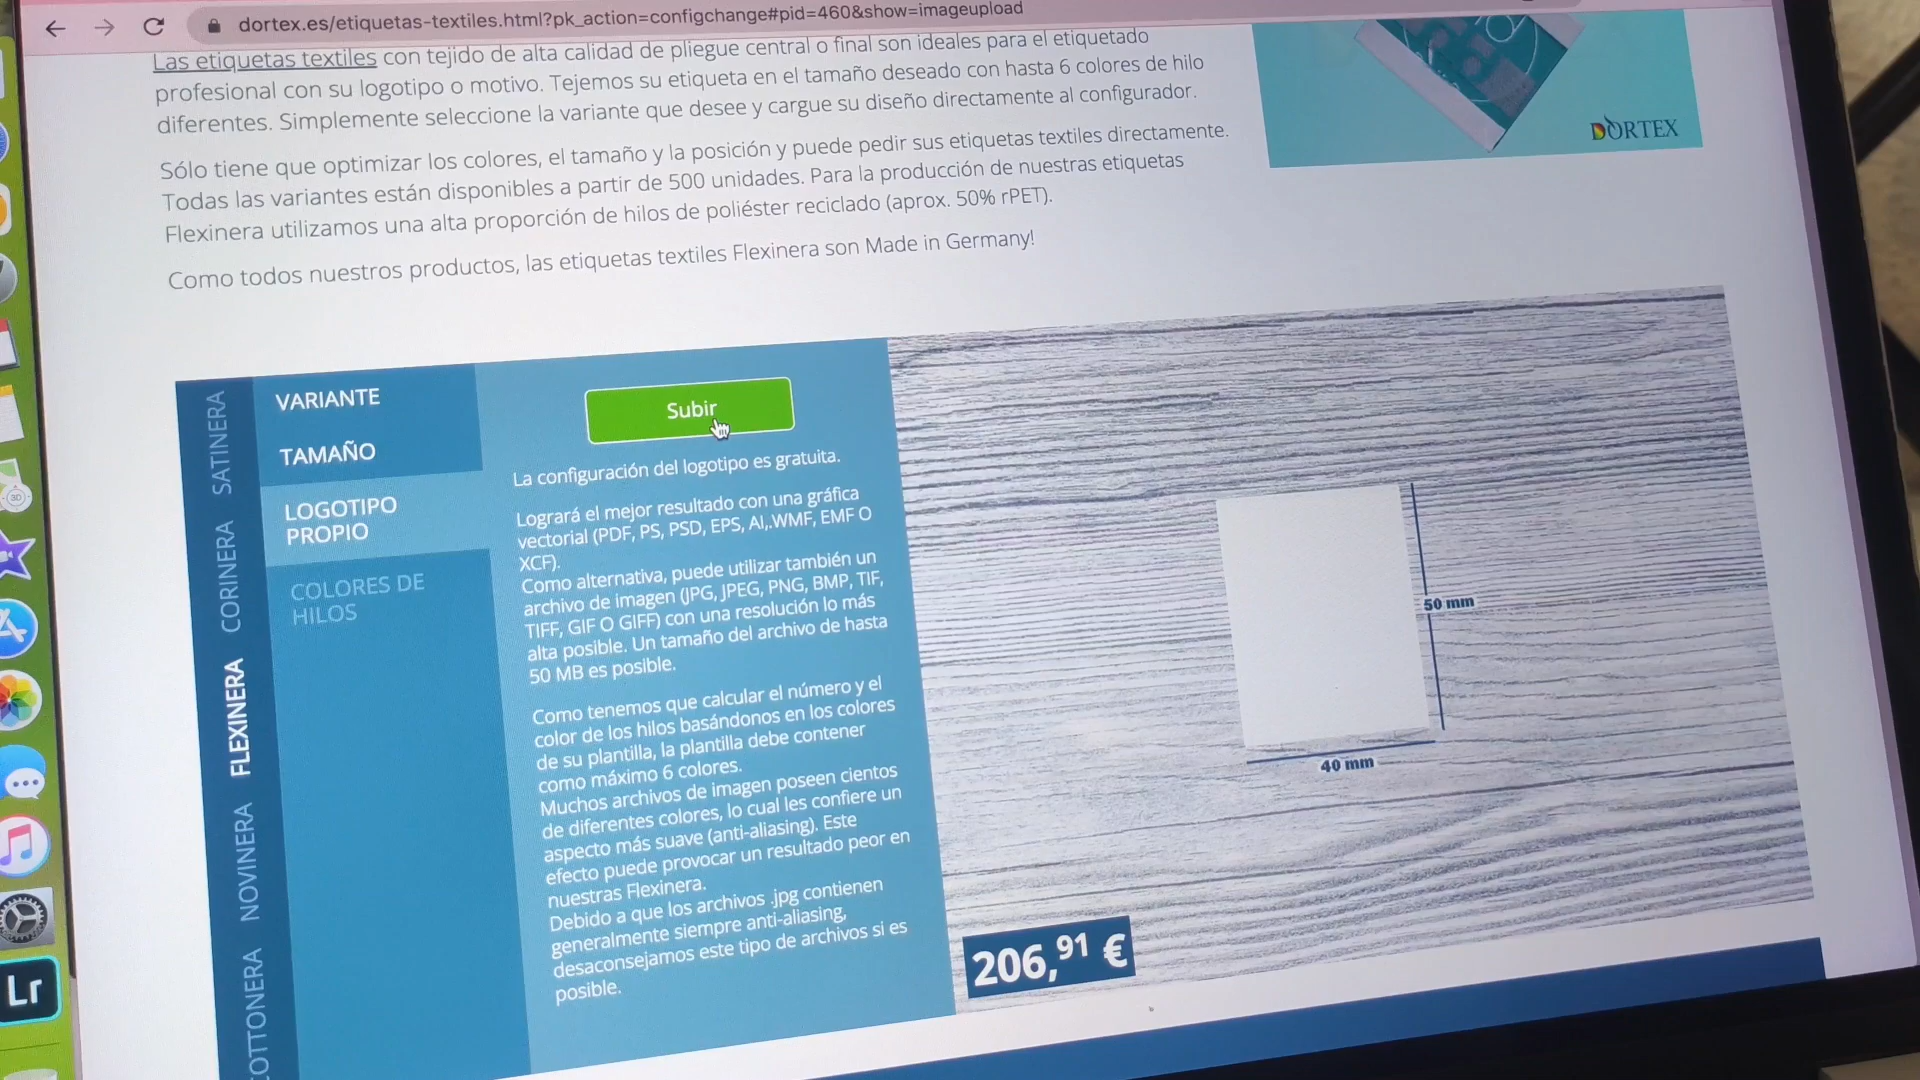 dortex.es/etiquetas-textiles.html?pk_action=configchange#pid=460&show=imageupload
Las etiquetas textiles con tejido de alta calidad de pliegue central o final son ideales para el etiquetado
profesional con su logotipo o motivo. Tejemos su etiqueta en el tamaño deseado con hasta 6 colores de hilo
diferentes. Simplemente seleccione la variante que desee y cargue su diseño directamente al configurador.
Sólo tiene que optimizar los colores, el tamaño y la posición y puede pedir sus etiquetas textiles directamente.
Todas las variantes están disponibles a partir de 500 unidades. Para la producción de nuestras etiquetas
Flexinera utilizamos una alta proporción de hilos de poliéster reciclado (aprox. 50% rPET).
Como todos nuestros productos, las etiquetas textiles Flexinera son Made in Germany!
DORTEX
SATINERA
CORINERA
FLEXINERA
NOVINERA
COTTONERA
VARIANTE
TAMAÑO
LOGOTIPO
PROPIO
COLORES DE
HILOS
Subir
La configuración del logotipo es gratuita.
Logrará el mejor resultado con una gráfica
vectorial (PDF, PS, PSD, EPS, AI,.WMF, EMF O
XCF).
Como alternativa, puede utilizar también un
archivo de imagen (JPG, JPEG, PNG, BMP, TIF,
TIFF, GIF O GIFF) con una resolución lo más
alta posible. Un tamaño del archivo de hasta
50 MB es posible.
Como tenemos que calcular el número y el
color de los hilos basándonos en los colores
de su plantilla, la plantilla debe contener
como máximo 6 colores.
Muchos archivos de imagen poseen cientos
de diferentes colores, lo cual les confiere un
aspecto más suave (anti-aliasing). Este
efecto puede provocar un resultado peor en
nuestras Flexinera.
Debido a que los archivos .jpg contienen
generalmente siempre anti-aliasing,
desaconsejamos este tipo de archivos si es
posible.
50 mm
40 mm
206,91 €
3D
Lr